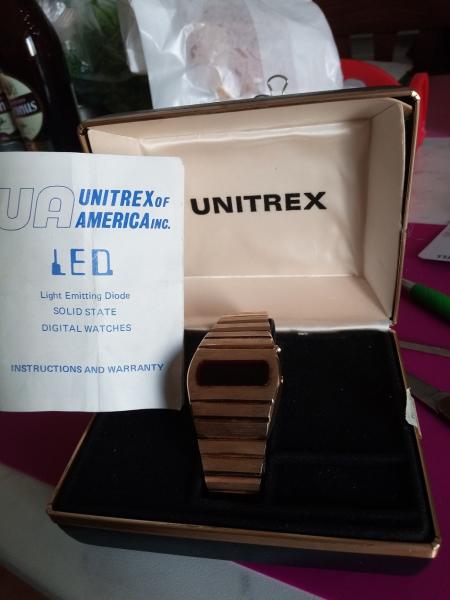 UA UNITREX OF
AMERICA INC.
LED
Light Emitting Diode
SOLID STATE
DIGITAL WATCHES
INSTRUCTIONS AND WARRANTY
UNITREX